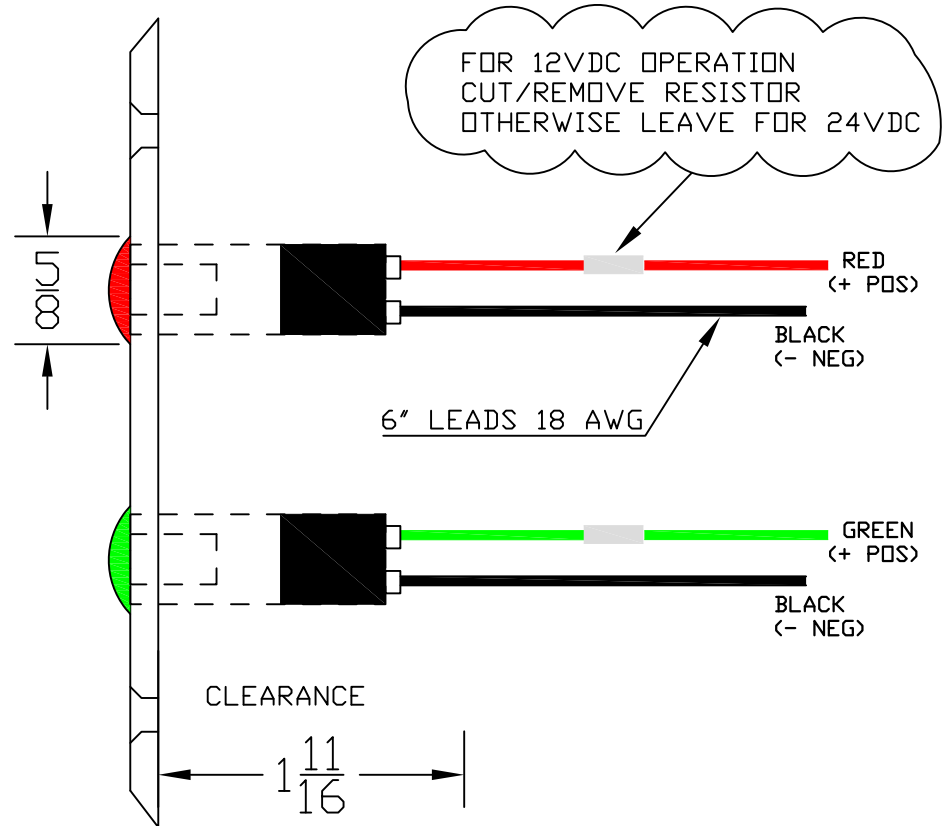 FOR 12VDC OPERATION
CUT/REMOVE RESISTOR
OTHERWISE LEAVE FOR 24VDC
5/8
RED
(+ POS)
BLACK
(- NEG)
6" LEADS 18 AWG
GREEN
(+ POS)
BLACK
(- NEG)
CLEARANCE
1 11/16